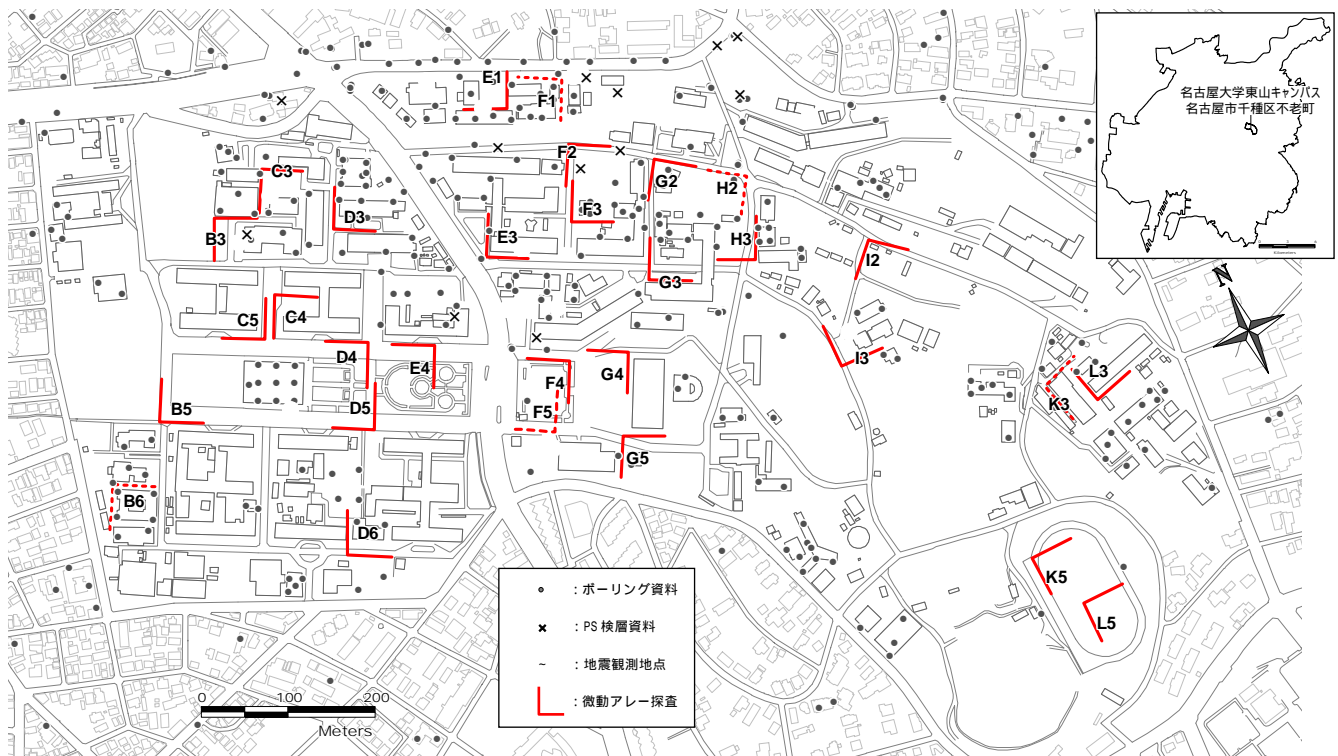 E1
F1
名古屋大学東山キャンパス
名古屋市千種区不老町
Kilometers
N
C3
F2
G2
H2
D3
F3
B3
E3
H3
I2
G3
C5
C4
D4
E4
F4
G4
I3
L3
K3
B5
D5
F5
G5
B6
D6
K5
L5
：ボーリング資料
：PS 検層資料
~ ：地震観測地点
：微動アレー探査
0 100 200
Meters